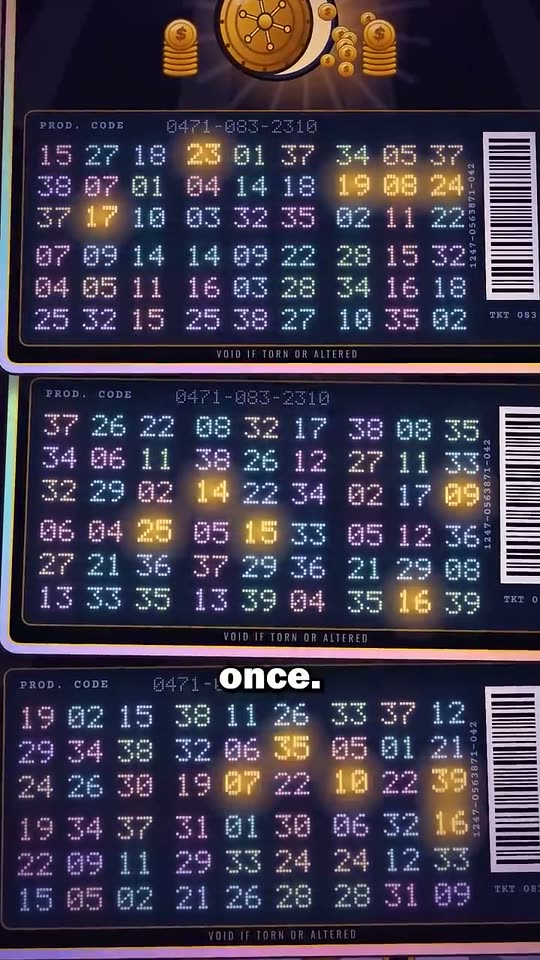 PROD. CODE 0471-083-2310
15 27 18 23 01 37 34 05 37
38 07 01 04 14 18 19 08 24
37 17 10 03 32 35 02 11 22
07 09 14 14 09 22 28 15 32
04 05 11 16 03 28 34 16 18
25 32 15 25 38 27 10 35 02
1247-0563871-042
TKT 083
VOID IF TORN OR ALTERED
PROD. CODE 0471-083-2310
37 26 22 08 32 17 38 08 35
34 06 11 38 26 12 27 11 33
32 29 02 14 22 34 02 17 09
06 04 25 05 15 33 05 12 36
27 21 36 37 29 36 21 29 08
13 33 35 13 39 04 35 16 39
1247-0563871-042
TKT 0
VOID IF TORN OR ALTERED
once.
PROD. CODE 0471-
19 02 15 38 11 26 33 37 12
29 34 38 32 06 35 05 01 21
24 26 30 19 07 22 10 22 39
19 34 37 31 01 30 06 32 16
22 09 11 29 33 24 24 12 33
15 05 02 21 26 28 28 31 09
1247-0563871-042
TKT 08
VOID IF TORN OR ALTERED